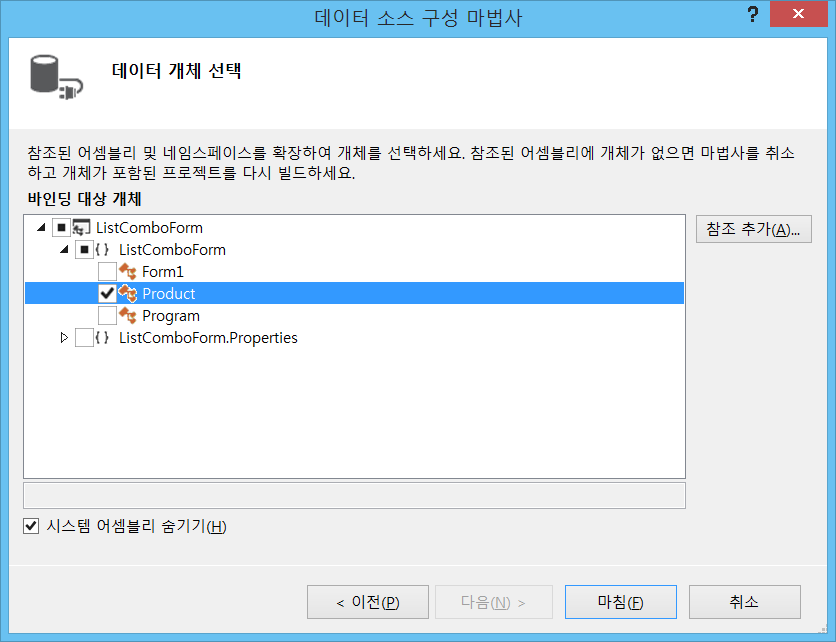 데이터 소스 구성 마법사
데이터 개체 선택
참조된 어셈블리 및 네임스페이스를 확장하여 개체를 선택하세요. 참조된 어셈블리에 개체가 없으면 마법사를 취소
하고 개체가 포함된 프로젝트를 다시 빌드하세요.
바인딩 대상 개체
ListComboForm
참조 추가(A)...
{ } ListComboForm
Form1
Product
Program
{ } ListComboForm.Properties
시스템 어셈블리 숨기기(H)
< 이전(P)
다음(N) >
마침(F)
취소